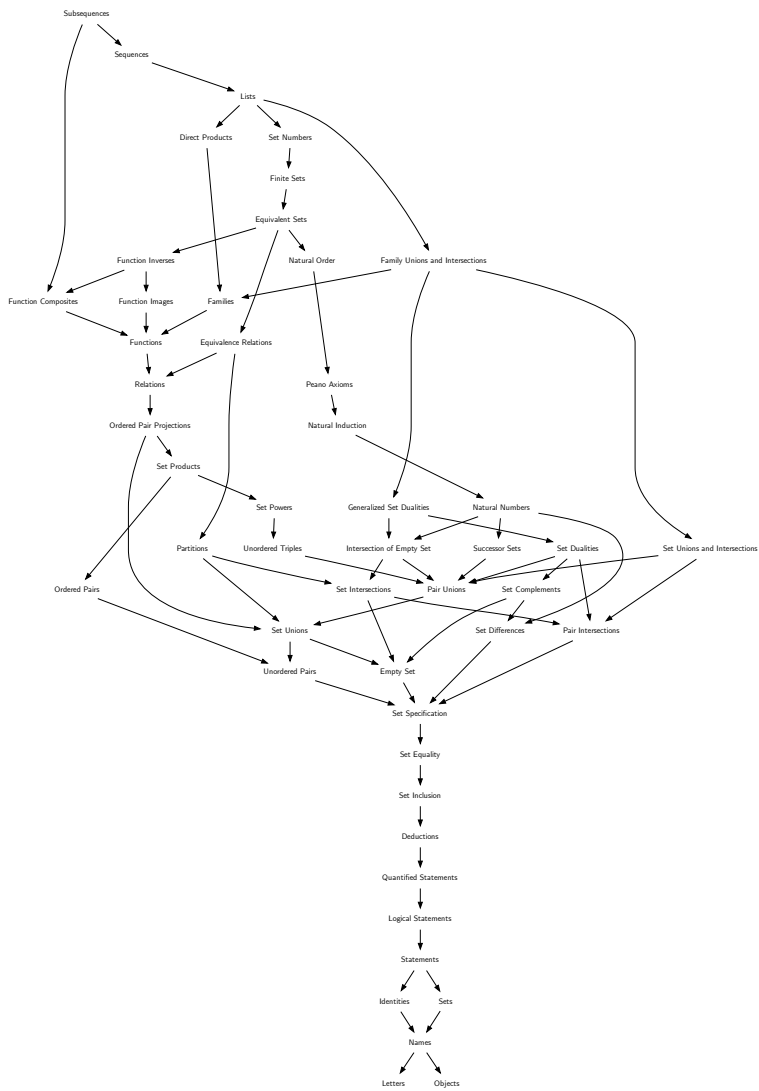 Subsequences
Sequences
Lists
Direct Products
Set Numbers
Finite Sets
Equivalent Sets
Function Inverses
Natural Order
Family Unions and Intersections
Function Composites
Function Images
Families
Functions
Equivalence Relations
Relations
Peano Axioms
Ordered Pair Projections
Natural Induction
Set Products
Set Powers
Generalized Set Dualities
Natural Numbers
Partitions
Unordered Triples
Intersection of Empty Set
Successor Sets
Set Dualities
Set Unions and Intersections
Ordered Pairs
Set Intersections
Pair Unions
Set Complements
Set Unions
Set Differences
Pair Intersections
Unordered Pairs
Empty Set
Set Specification
Set Equality
Set Inclusion
Deductions
Quantified Statements
Logical Statements
Statements
Identities
Sets
Names
Letters
Objects